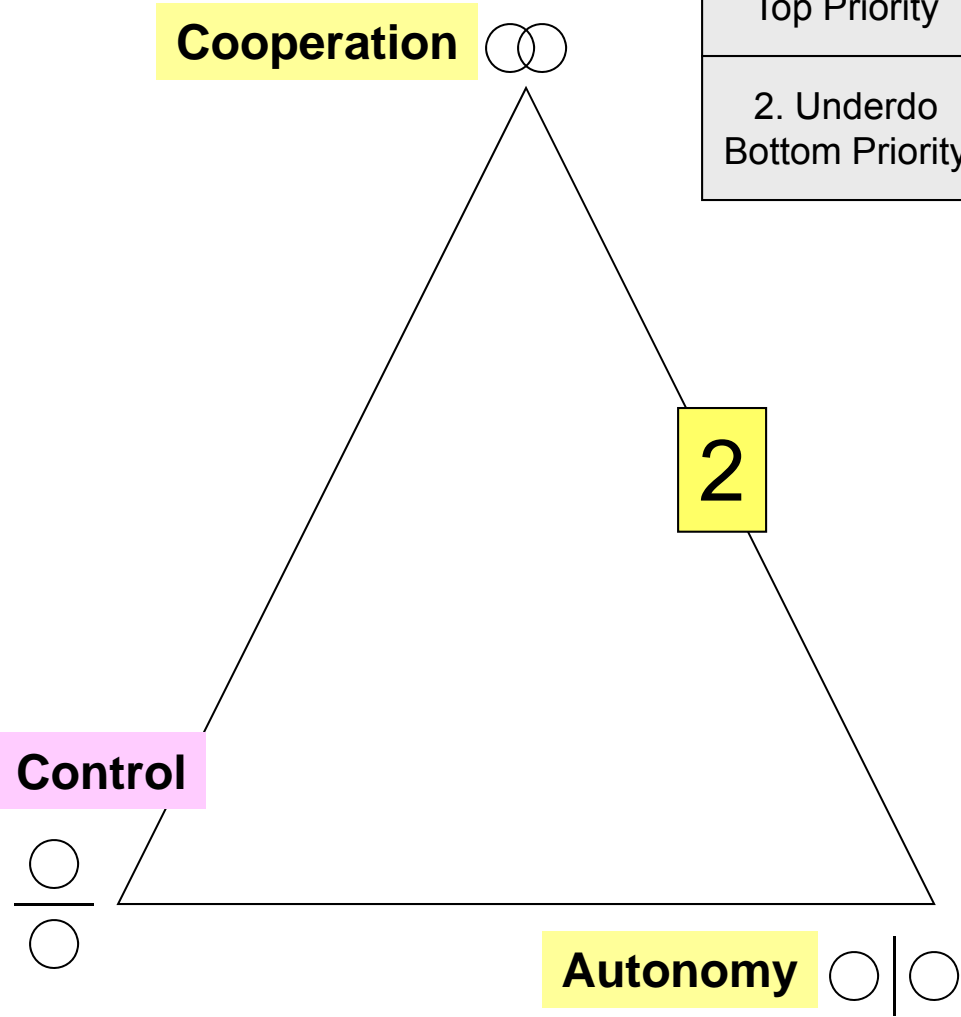 Cooperation
Top Priority
2. Underdo
Bottom Priority
2
Control
Autonomy